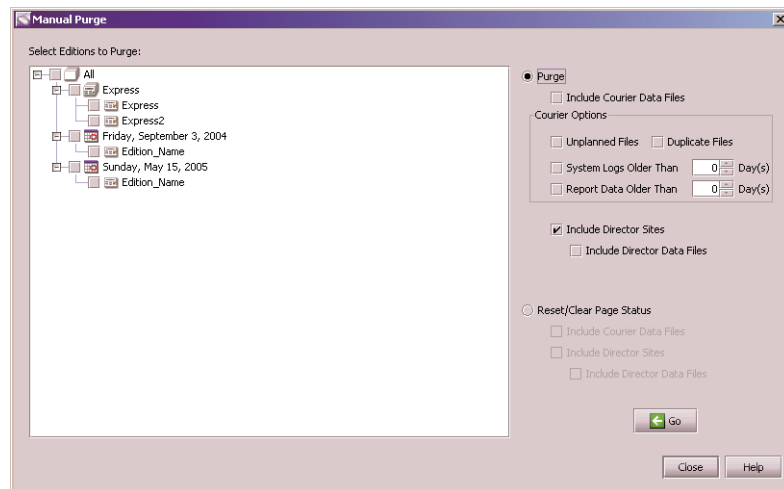 Manual Purge
Select Editions to Purge:
All
Express
Express
Express2
Friday, September 3, 2004
Edition_Name
Sunday, May 15, 2005
Edition_Name
Purge
Include Courier Data Files
Courier Options
Unplanned Files Duplicate Files
System Logs Older Than 0 Day(s)
Report Data Older Than 0 Day(s)
Include Director Sites
Include Director Data Files
Reset/Clear Page Status
Include Courier Data Files
Include Director Sites
Include Director Data Files
Go
Close Help